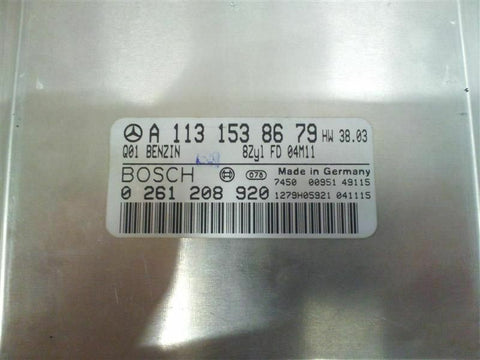 A 113 153 86 79 HW 38.03
Q01 BENZIN 8Zyl FD 04M11
BOSCH 078 Made in Germany
7450 00951 49115
0 261 208 920 1279H05921 041115